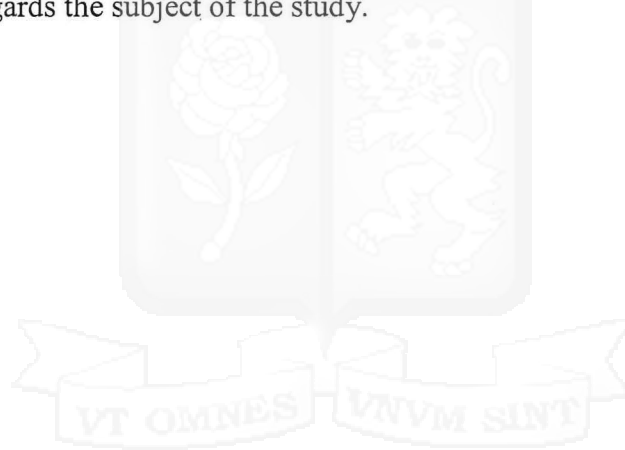 gards the subject of the study.
VT OMNES VNVM SINT